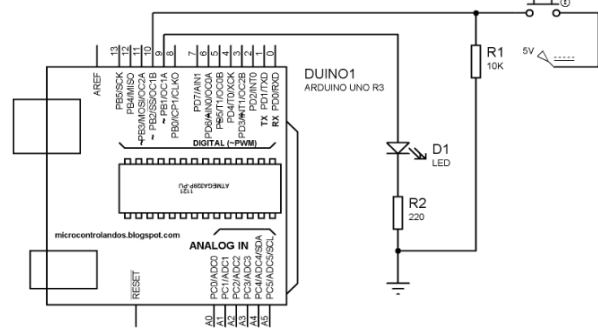 R1
10K
5V
DUINO1
ARDUINO UNO R3
AREF
13
12
11
10
9
8
7
6
5
4
3
2
1
0
PB5/SCK
PB4/MISO
~PB3/MOSI/OC2A
~PB2/SS/OC1B
~PB1/OC1A
PB0/ICP1/CLKO
PD7/AIN1
~PD6/AIN0/OC0A
~PD5/T1/OC0B
PD4/T0/XCK
~PD3/INT1/OC2B
PD2/INT0
TX PD1/TXD
RX PD0/RXD
DIGITAL (~PWM)
D1
LED
1121
ATMEGA328P-PU
R2
220
microcontrolandos.blogspot.com
ANALOG IN
RESET
PC0/ADC0
PC1/ADC1
PC2/ADC2
PC3/ADC3
PC4/ADC4/SDA
PC5/ADC5/SCL
A0
A1
A2
A3
A4
A5